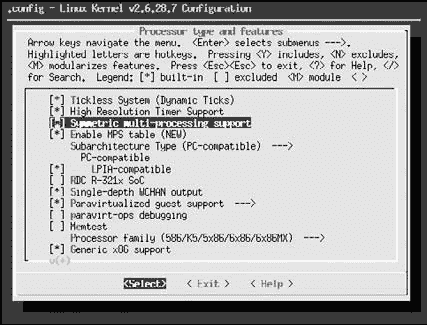 .config - Linux Kernel v2.6.28.7 Configuration
Processor type and features
Arrow keys navigate the menu. <Enter> selects submenus --->.
Highlighted letters are hotkeys. Pressing <Y> includes, <N> excludes,
<M> modularizes features. Press <Esc><Esc> to exit, <?> for Help, </>
for Search. Legend: [*] built-in [ ] excluded <M> module < >
[*] Tickless System (Dynamic Ticks)
[*] High Resolution Timer Support
[*] Symmetric multi-processing support
[*] Enable MPS table (NEW)
Subarchitecture Type (PC-compatible) --->
PC-compatible
[*] LPIA-compatible
[ ] RDC R-321x SoC
[*] Single-depth WCHAN output
[*] Paravirtualized guest support --->
[ ] paravirt-ops debugging
[ ] Memtest
Processor family (586/K5/5x86/6x86/6x86MX) --->
[*] Generic x86 support
v(+)
<Select> < Exit > < Help >